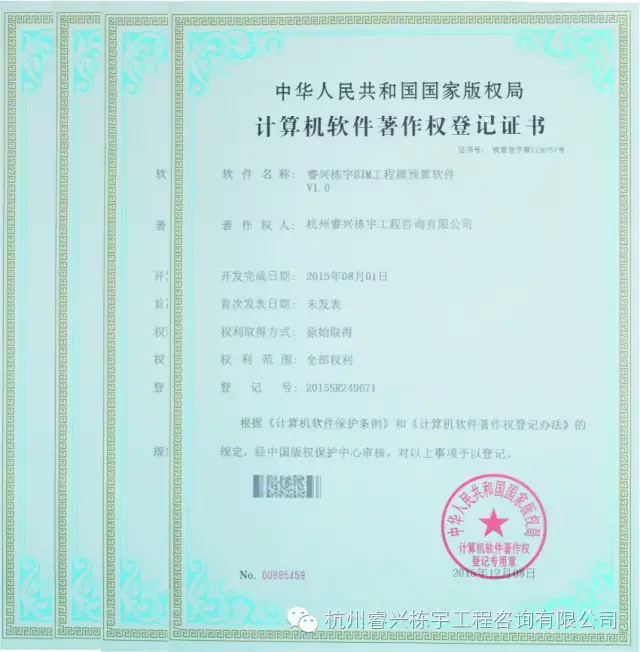 中华人民共和国国家版权局
计算机软件著作权登记证书
证书号： 软著登字第1136757号
软 件 名 称： 睿兴栋宇BIM工程概预算软件
V1.0
著 作 权 人： 杭州睿兴栋宇工程咨询有限公司
开发完成日期： 2015年08月01日
首次发表日期： 未发表
权利取得方式： 原始取得
权 利 范 围： 全部权利
登 记 号： 2015SR249671
根据《计算机软件保护条例》和《计算机软件著作权登记办法》的
规定，经中国版权保护中心审核，对以上事项予以登记。
中华人民共和国国家版权局
计算机软件著作权
登记专用章
No. 00885459
2015年12月08日
杭州睿兴栋宇工程咨询有限公司
软
著
开发
首次
权利
权
登
规定